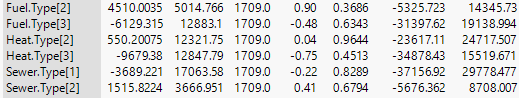 Fuel.Type[2] 4510.0035 5014.766 1709.0 0.90 0.3686 -5325.723 14345.73
Fuel.Type[3] -6129.315 12883.1 1709.0 -0.48 0.6343 -31397.62 19138.994
Heat.Type[2] 550.20075 12321.75 1709.0 0.04 0.9644 -23617.11 24717.507
Heat.Type[3] -9679.38 12847.79 1709.0 -0.75 0.4513 -34878.43 15519.671
Sewer.Type[1] -3689.221 17063.58 1709.0 -0.22 0.8289 -37156.92 29778.477
Sewer.Type[2] 1515.8224 3666.951 1709.0 0.41 0.6794 -5676.362 8708.007